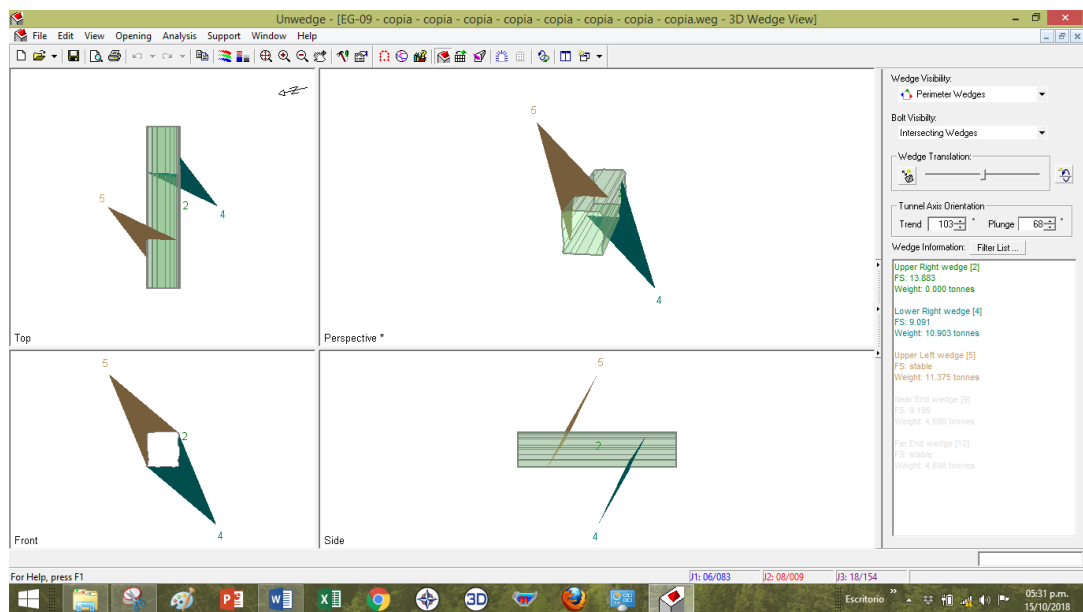 Unwedge - [EG-09 - copia - copia - copia - copia - copia - copia - copia - copia.weg - 3D Wedge View]
File Edit View Opening Analysis Support Window Help
Wedge Visibility:
Perimeter Wedges
Bolt Visibility:
Intersecting Wedges
Wedge Translation:
Tunnel Axis Orientation
Trend 103 ° Plunge 68 °
Wedge Information: Filter List ...
Upper Right wedge [2]
FS: 13.883
Weight: 0.000 tonnes
Lower Right wedge [4]
FS: 9.091
Weight: 10.903 tonnes
Upper Left wedge [5]
FS: stable
Weight: 11.375 tonnes
Near End wedge [9]
FS: 9.199
Weight: 4.698 tonnes
Far End wedge [10]
FS: stable
Weight: 4.698 tonnes
5
2
4
Top
5
4
Perspective *
5
2
4
Front
5
2
4
Side
For Help, press F1
J1: 06/083
J2: 08/009
J3: 18/154
Escritorio
05:31 p.m.
15/10/2018